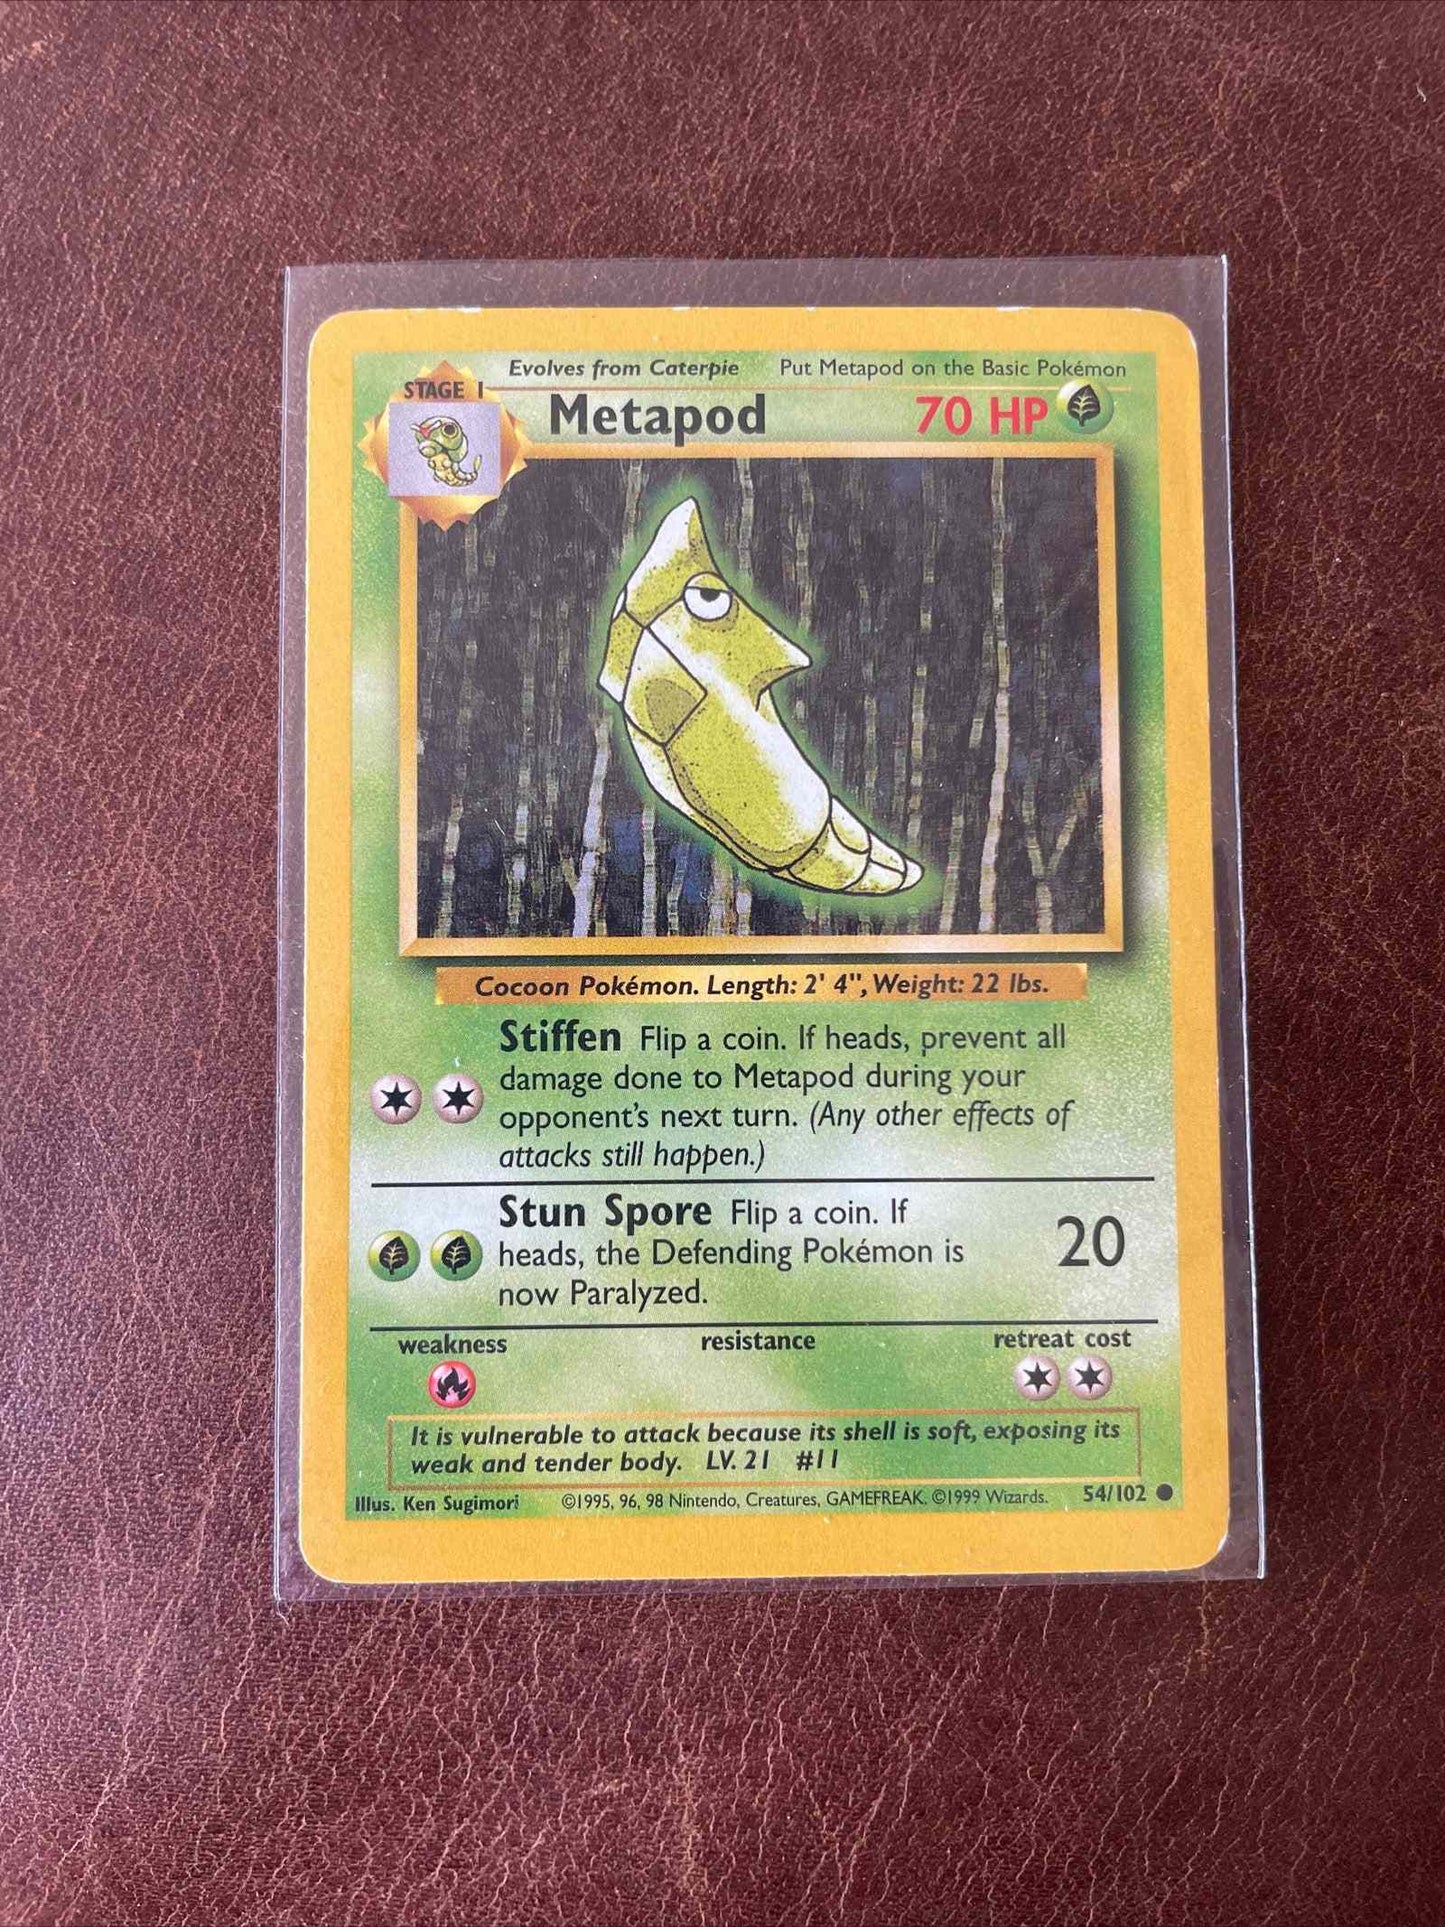 Evolves from Caterpie Put Metapod on the Basic Pokémon
STAGE 1
Metapod 70 HP
Cocoon Pokémon. Length: 2' 4", Weight: 22 lbs.
Stiffen Flip a coin. If heads, prevent all
damage done to Metapod during your
opponent's next turn. (Any other effects of
attacks still happen.)
Stun Spore Flip a coin. If
heads, the Defending Pokémon is
now Paralyzed.
20
weakness resistance retreat cost
It is vulnerable to attack because its shell is soft, exposing its
weak and tender body. LV. 21 #11
Illus. Ken Sugimori ©1995, 96, 98 Nintendo, Creatures, GAMEFREAK. ©1999 Wizards. 54/102